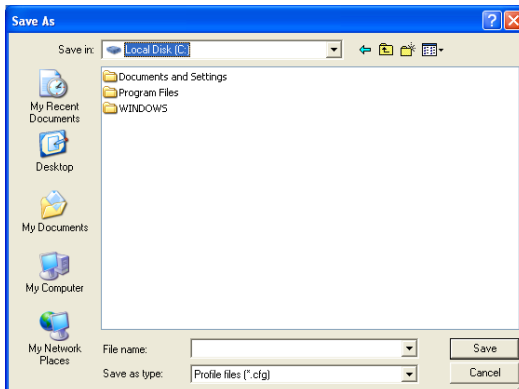 Save As
Save in:
Local Disk (C:)
My Recent
Documents
Desktop
My Documents
My Computer
My Network
Places
Documents and Settings
Program Files
WINDOWS
File name:
Save
Save as type:
Profile files (*.cfg)
Cancel